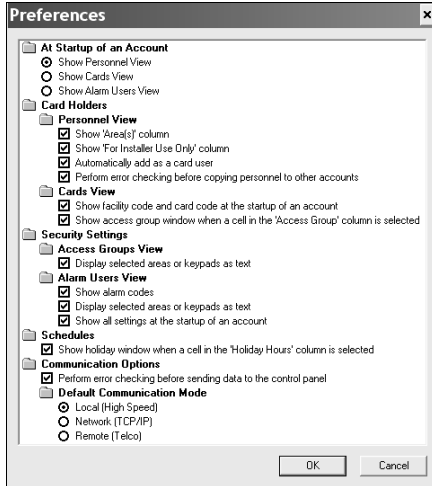 Preferences
At Startup of an Account
Show Personnel View
Show Cards View
Show Alarm Users View
Card Holders
Personnel View
Show 'Area(s)' column
Show 'For Installer Use Only' column
Automatically add as a card user
Perform error checking before copying personnel to other accounts
Cards View
Show facility code and card code at the startup of an account
Show access group window when a cell in the 'Access Group' column is selected
Security Settings
Access Groups View
Display selected areas or keypads as text
Alarm Users View
Show alarm codes
Display selected areas or keypads as text
Show all settings at the startup of an account
Schedules
Show holiday window when a cell in the 'Holiday Hours' column is selected
Communication Options
Perform error checking before sending data to the control panel
Default Communication Mode
Local (High Speed)
Network (TCP/IP)
Remote (Telco)
OK Cancel